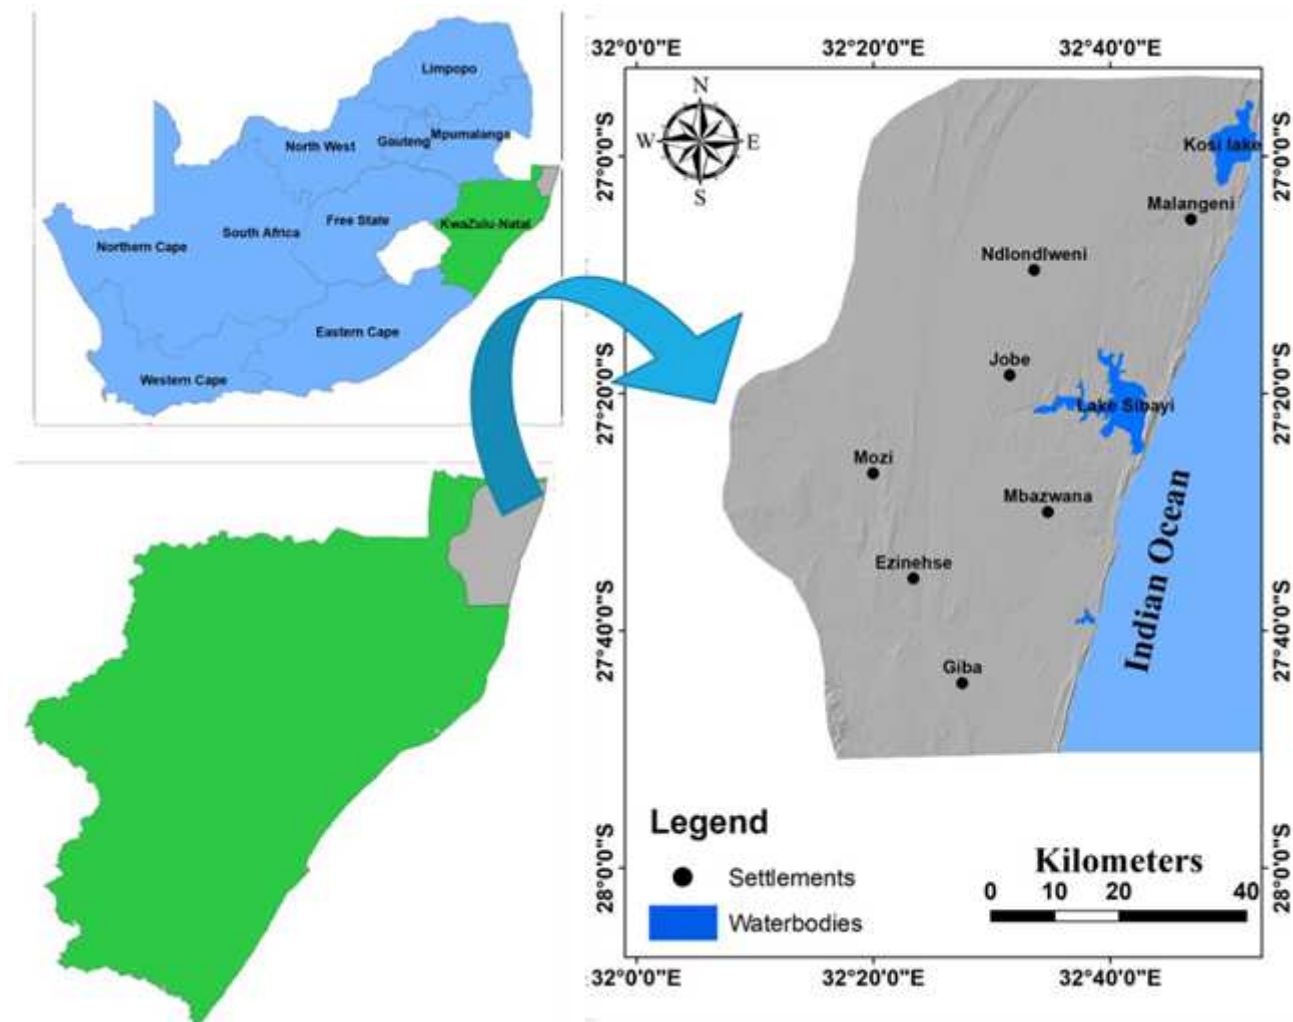 Limpopo
North West
Gauteng
Mpumalanga
Northern Cape
South Africa
Free State
KwaZulu-Natal
Eastern Cape
Western Cape
32°0'0"E
32°20'0"E
32°40'0"E
N
W
E
S
27°0'0"S
27°0'0"S
Kosi lake
Malangeni
Ndlondlweni
Jobe
27°20'0"S
27°20'0"S
Lake Sibayi
Mozi
Mbazwana
Indian Ocean
Ezinehse
27°40'0"S
27°40'0"S
Giba
Legend
Settlements
Waterbodies
Kilometers
0 10 20 40
28°0'0"S
28°0'0"S
32°0'0"E
32°20'0"E
32°40'0"E